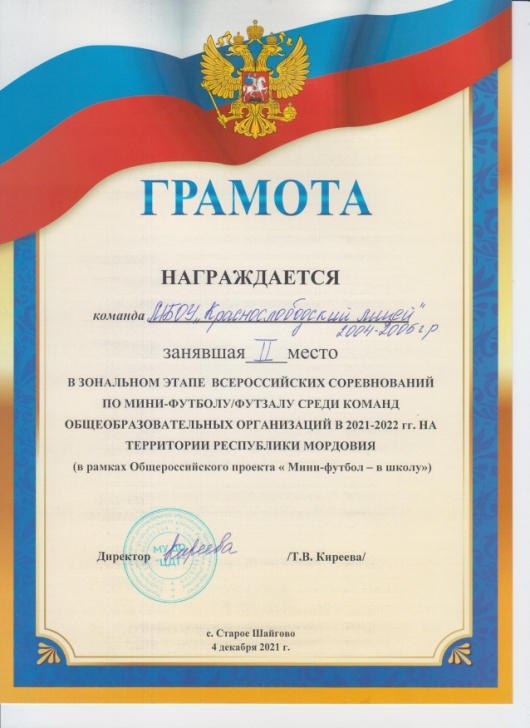 ГРАМОТА
НАГРАЖДАЕТСЯ
команда МБОУ "Краснослободский лицей"
2004-2006 г р
занявшая II место
В ЗОНАЛЬНОМ ЭТАПЕ ВСЕРОССИЙСКИХ СОРЕВНОВАНИЙ
ПО МИНИ-ФУТБОЛУ/ФУТЗАЛУ СРЕДИ КОМАНД
ОБЩЕОБРАЗОВАТЕЛЬНЫХ ОРГАНИЗАЦИЙ В 2021-2022 гг. НА
ТЕРРИТОРИИ РЕСПУБЛИКИ МОРДОВИЯ
(в рамках Общероссийского проекта « Мини-футбол – в школу»)
Директор Киреева /Т.В. Киреева/
с. Старое Шайгово
4 декабря 2021 г.